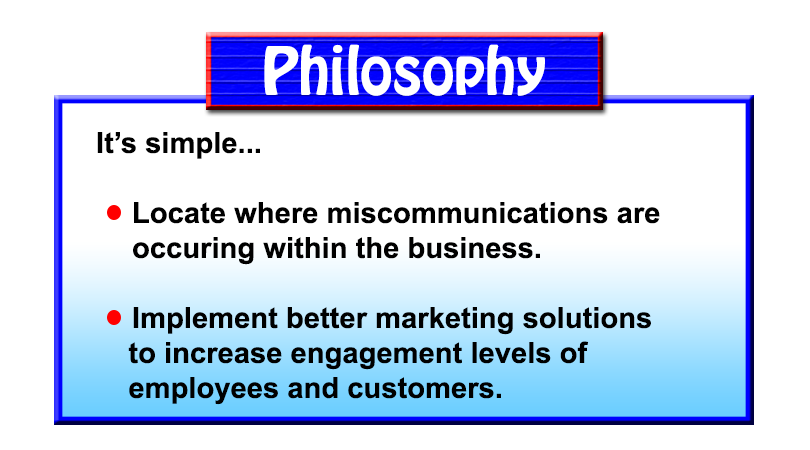 Philosophy
It’s simple...
• Locate where miscommunications are
occuring within the business.
• Implement better marketing solutions
to increase engagement levels of
employees and customers.